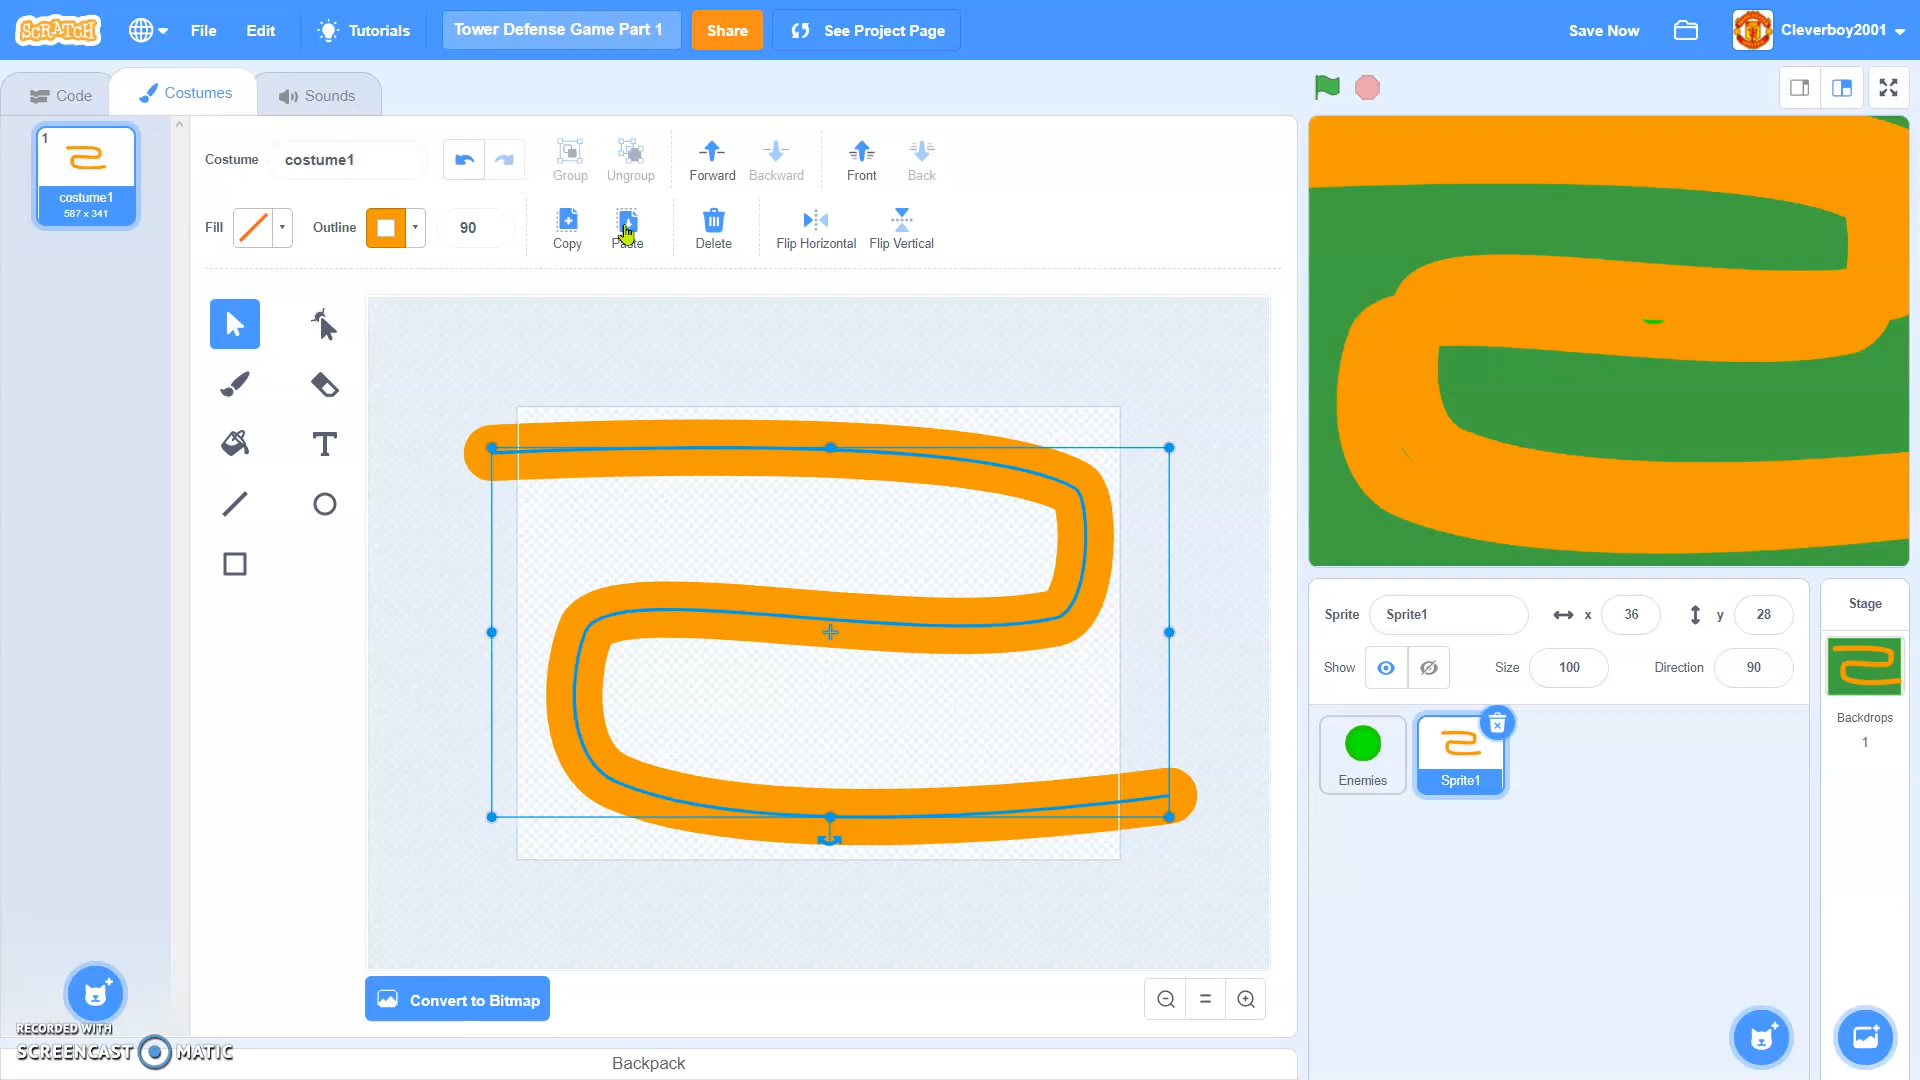 SCRATCH
File
Edit
Tutorials
Tower Defense Game Part 1
Share
See Project Page
Save Now
Cleverboy2001
Code
Costumes
Sounds
1
costume1
587 x 341
Costume
costume1
Group
Ungroup
Forward
Backward
Front
Back
Fill
Outline
90
Copy
Paste
Delete
Flip Horizontal
Flip Vertical
T
Convert to Bitmap
Sprite
Sprite1
x
36
y
28
Show
Size
100
Direction
90
Enemies
Sprite1
Stage
Backdrops
1
RECORDED WITH
SCREENCAST MATIC
Backpack